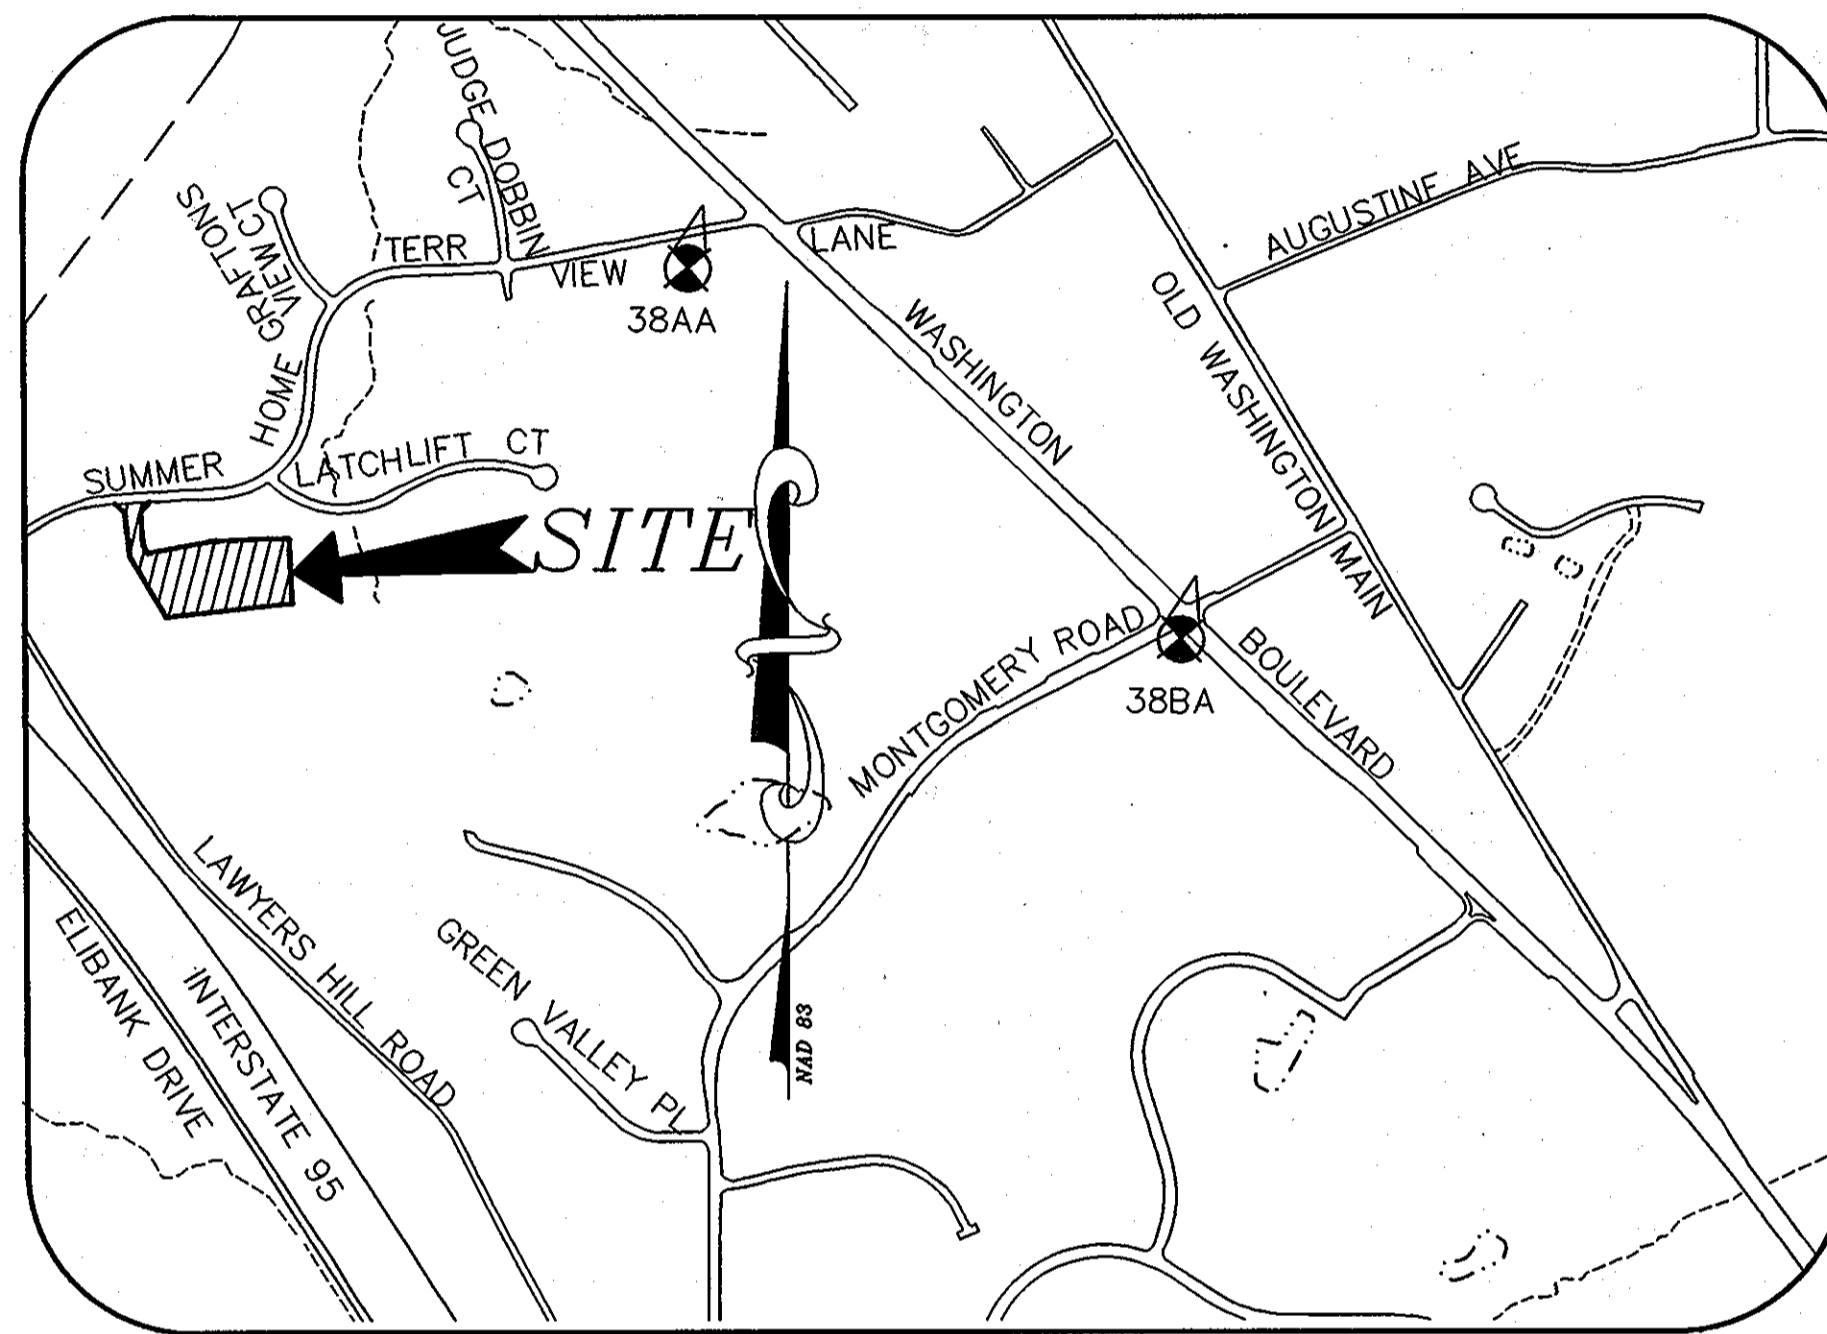 JUDGE DOBBIN
CT
GRAFTONS
VIEW CT
TERR
VIEW
LANE
38AA
AUGUSTINE AVE
OLD WASHINGTON
MAIN
WASHINGTON
HOME
SUMMER
LATCHLIFT CT
SITE
MONTGOMERY ROAD
38BA
BOULEVARD
LAWYERS HILL ROAD
GREEN VALLEY PL
ELIBANK DRIVE
INTERSTATE 95
NAD 83